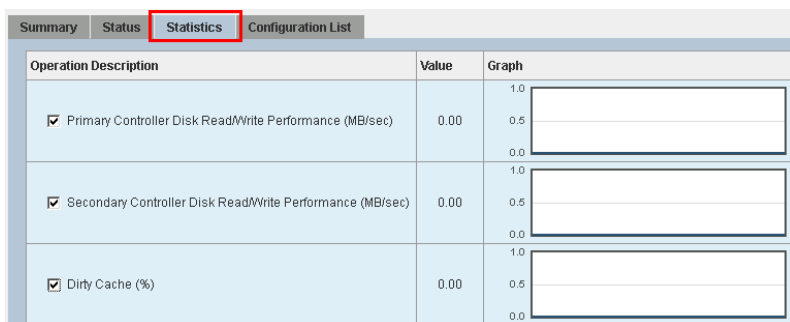 Summary Status Statistics Configuration List
Operation Description Value Graph
1.0
Primary Controller Disk Read/Write Performance (MB/sec) 0.00 0.5
0.0
1.0
Secondary Controller Disk Read/Write Performance (MB/sec) 0.00 0.5
0.0
1.0
Dirty Cache (%) 0.00 0.5
0.0